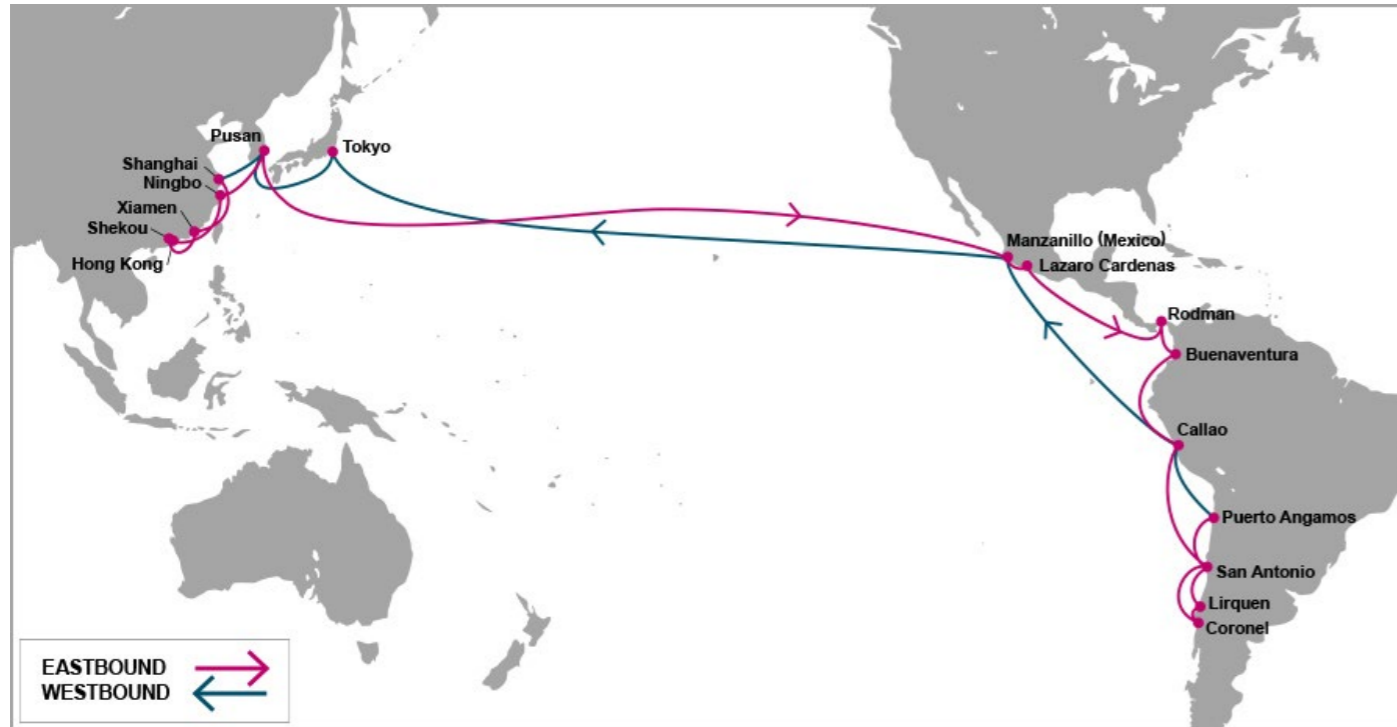 Pusan
Tokyo
Shanghai
Ningbo
Xiamen
Shekou
Hong Kong
Manzanillo (Mexico)
Lazaro Cardenas
Rodman
Buenaventura
Callao
Puerto Angamos
San Antonio
Lirquen
Coronel
EASTBOUND
WESTBOUND